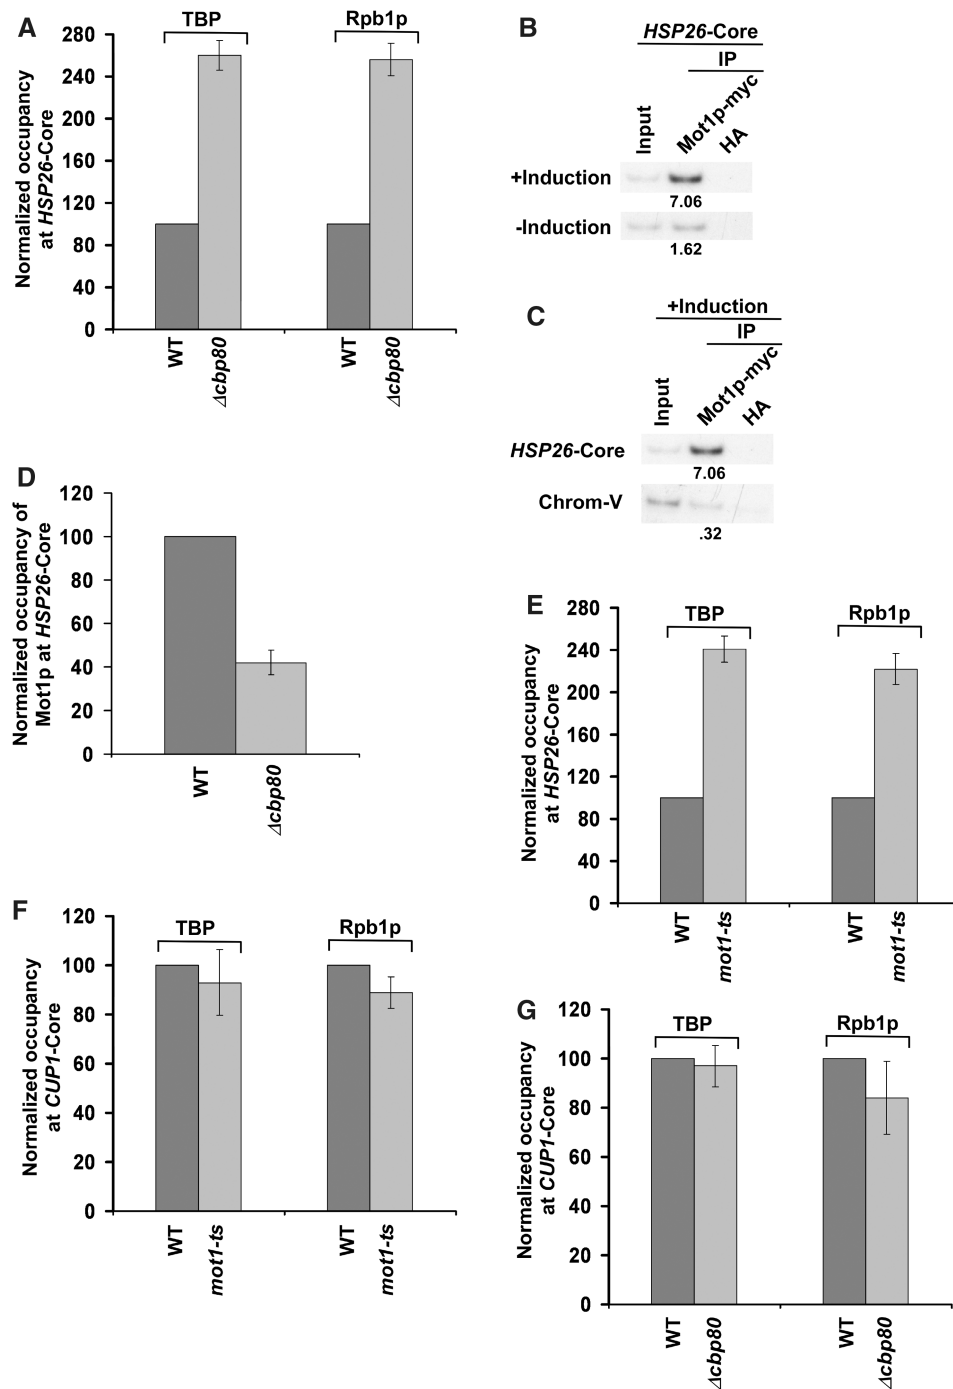 A
TBP
Rpb1p
Normalized occupancy
at HSP26-Core
280
240
200
160
120
80
40
0
WT
Δcbp80
WT
Δcbp80
B
HSP26-Core
IP
Input
Mot1p-myc
HA
+Induction
7.06
-Induction
1.62
C
+Induction
IP
Input
Mot1p-myc
HA
HSP26-Core
7.06
Chrom-V
.32
D
Normalized occupancy of
Mot1p at HSP26-Core
120
100
80
60
40
20
0
WT
Δcbp80
E
TBP
Rpb1p
Normalized occupancy
at HSP26-Core
280
240
200
160
120
80
40
0
WT
mot1-ts
WT
mot1-ts
F
TBP
Rpb1p
Normalized occupancy
at CUP1-Core
120
100
80
60
40
20
0
WT
mot1-ts
WT
mot1-ts
G
TBP
Rpb1p
Normalized occupancy
at CUP1-Core
120
100
80
60
40
20
0
WT
Δcbp80
WT
Δcbp80